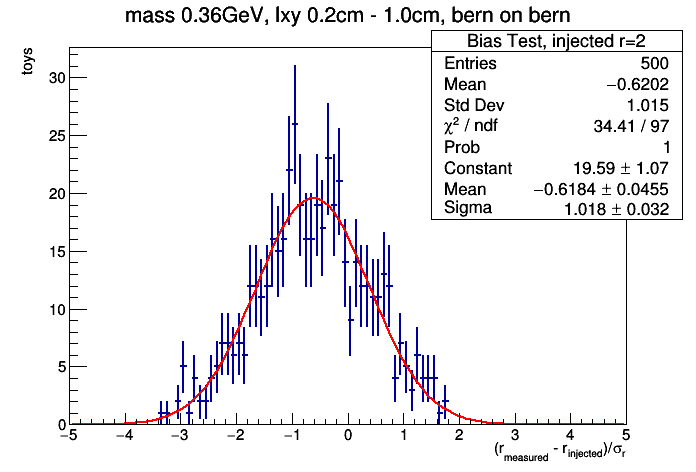 mass 0.36GeV, lxy 0.2cm - 1.0cm, bern on bern
toys
Bias Test, injected r=2
Entries 500
Mean −0.6202
Std Dev 1.015
χ² / ndf 34.41 / 97
Prob 1
Constant 19.59 ± 1.07
Mean −0.6184 ± 0.0455
Sigma 1.018 ± 0.032
30
25
20
15
10
5
0
−5 −4 −3 −2 −1 0 1 2 3 4 5
(r_measured - r_injected)/σ_r